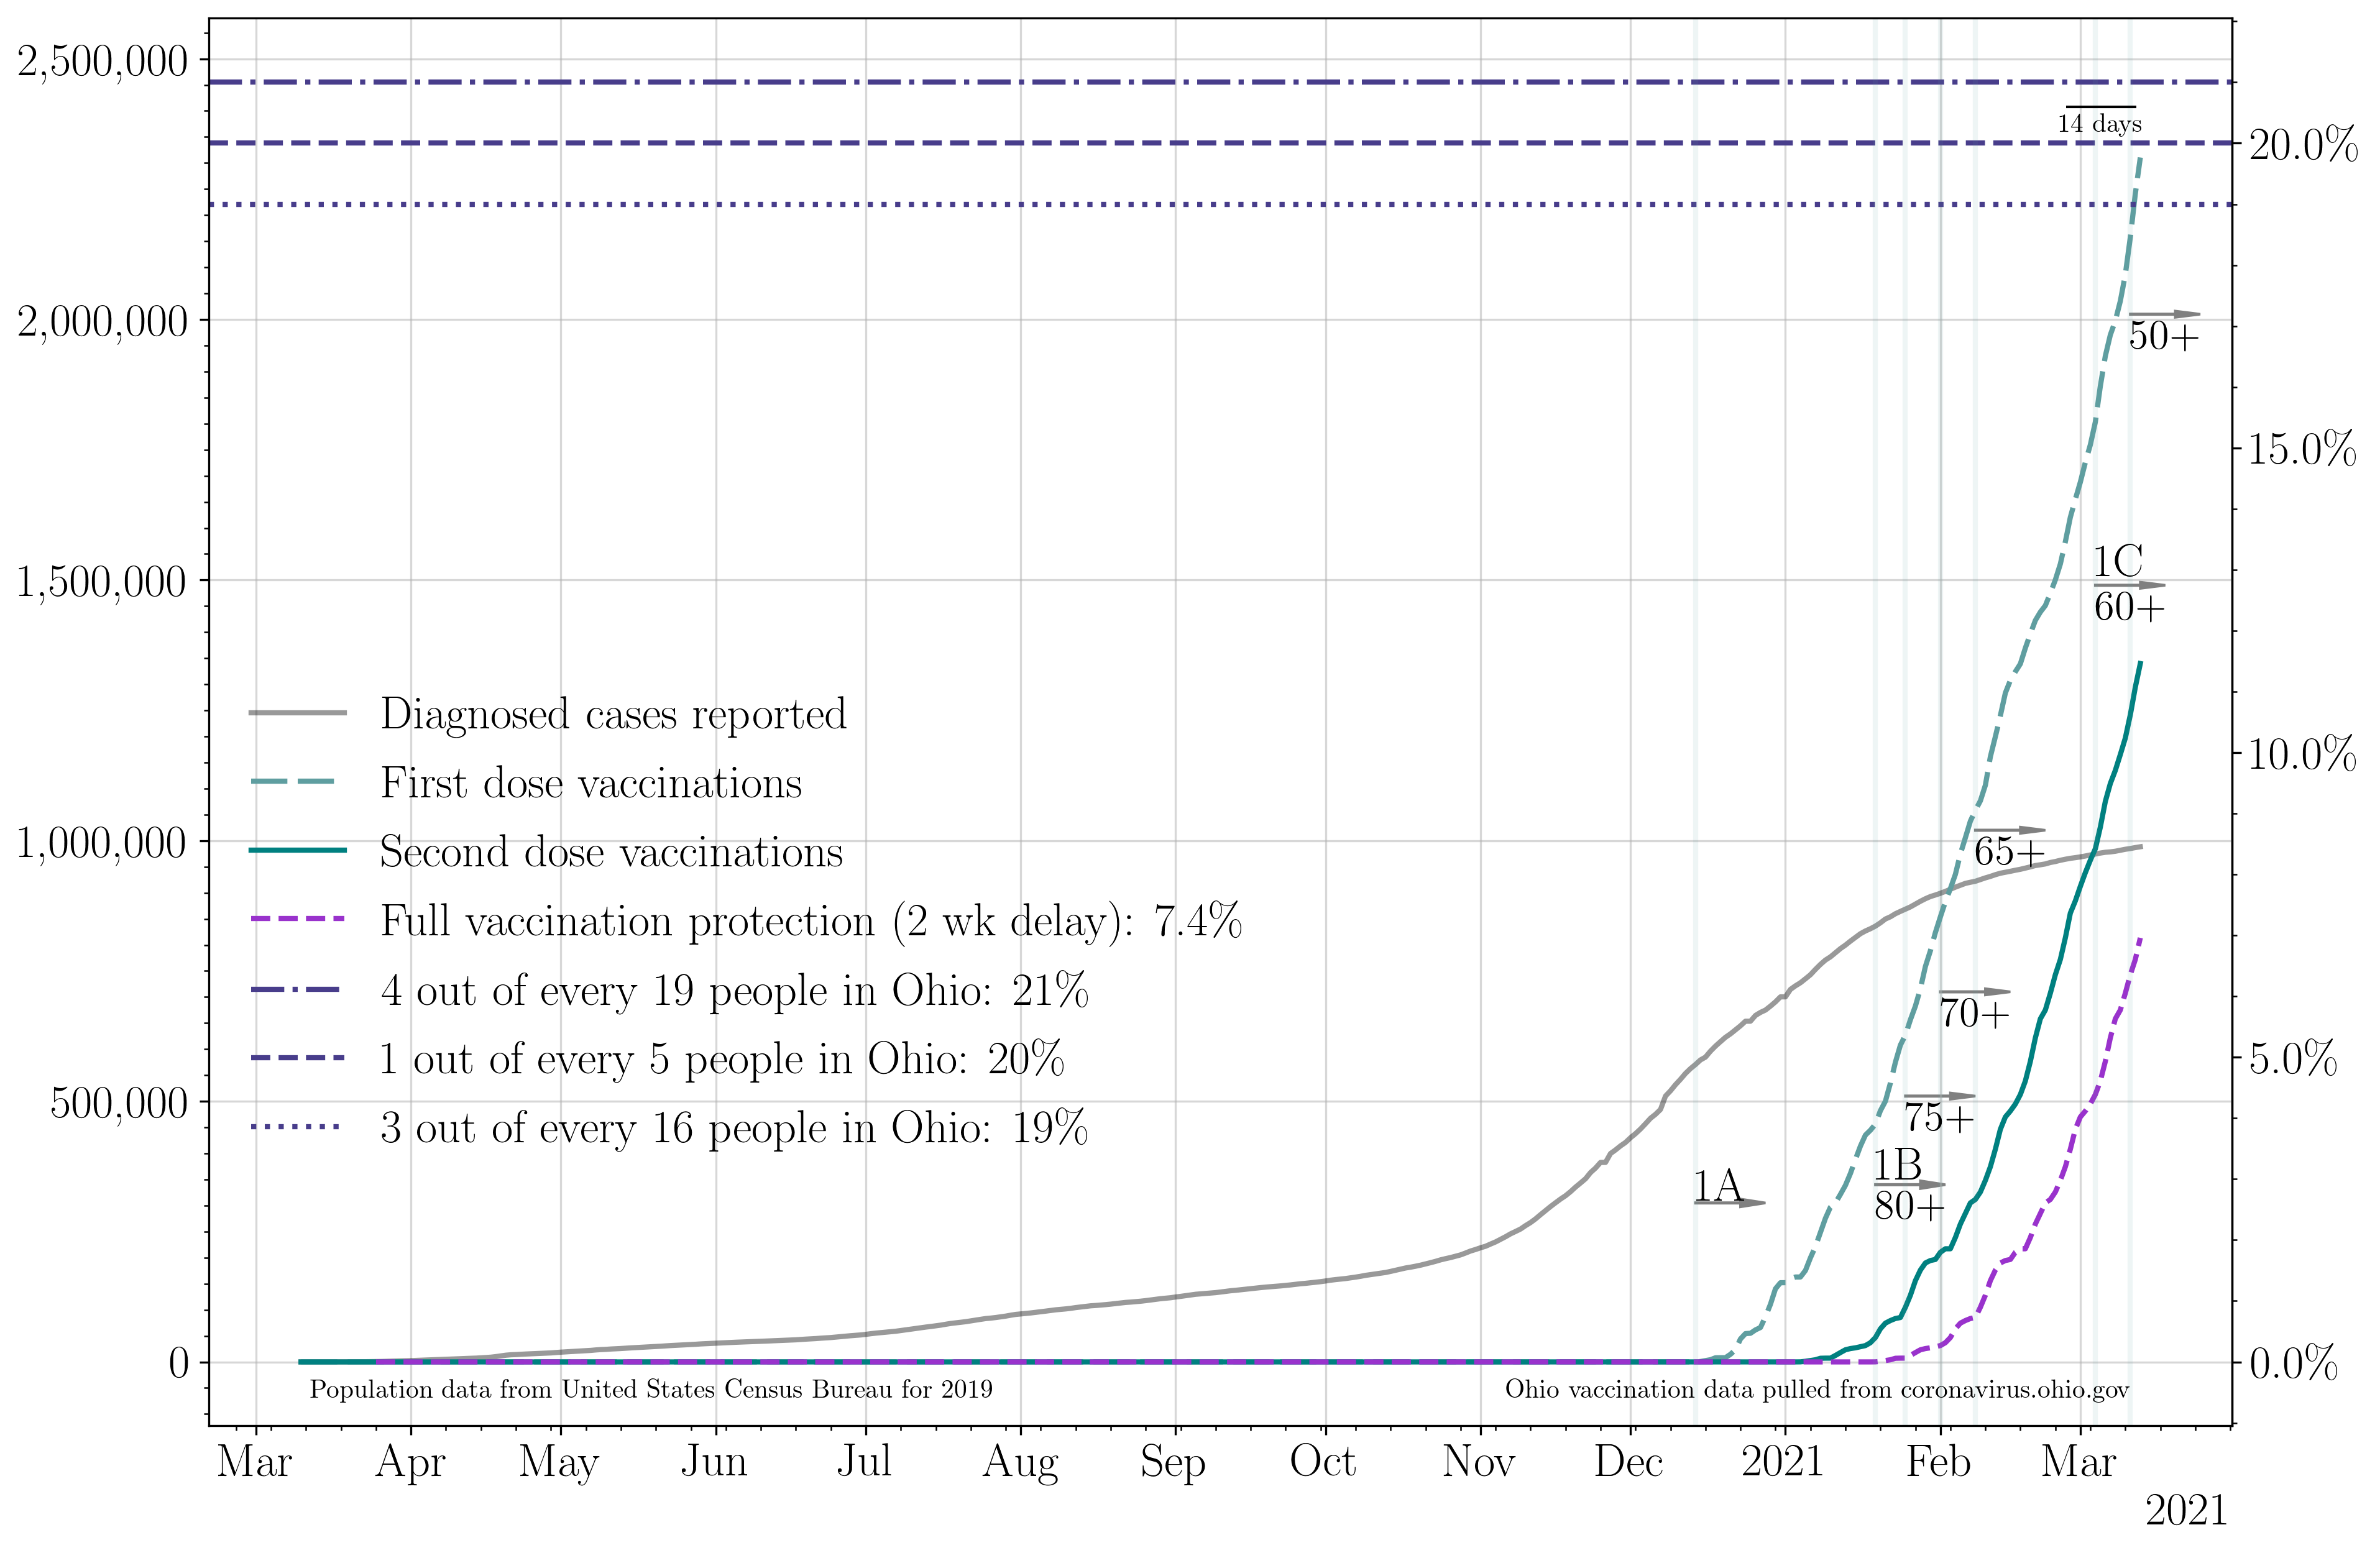 2,500,000
2,000,000
1,500,000
1,000,000
500,000
0
14 days
20.0%
15.0%
10.0%
5.0%
0.0%
50+
1C
60+
65+
70+
75+
1B
80+
1A
Diagnosed cases reported
First dose vaccinations
Second dose vaccinations
Full vaccination protection (2 wk delay): 7.4%
4 out of every 19 people in Ohio: 21%
1 out of every 5 people in Ohio: 20%
3 out of every 16 people in Ohio: 19%
Population data from United States Census Bureau for 2019
Ohio vaccination data pulled from coronavirus.ohio.gov
Mar Apr May Jun Jul Aug Sep Oct Nov Dec 2021 Feb Mar
2021